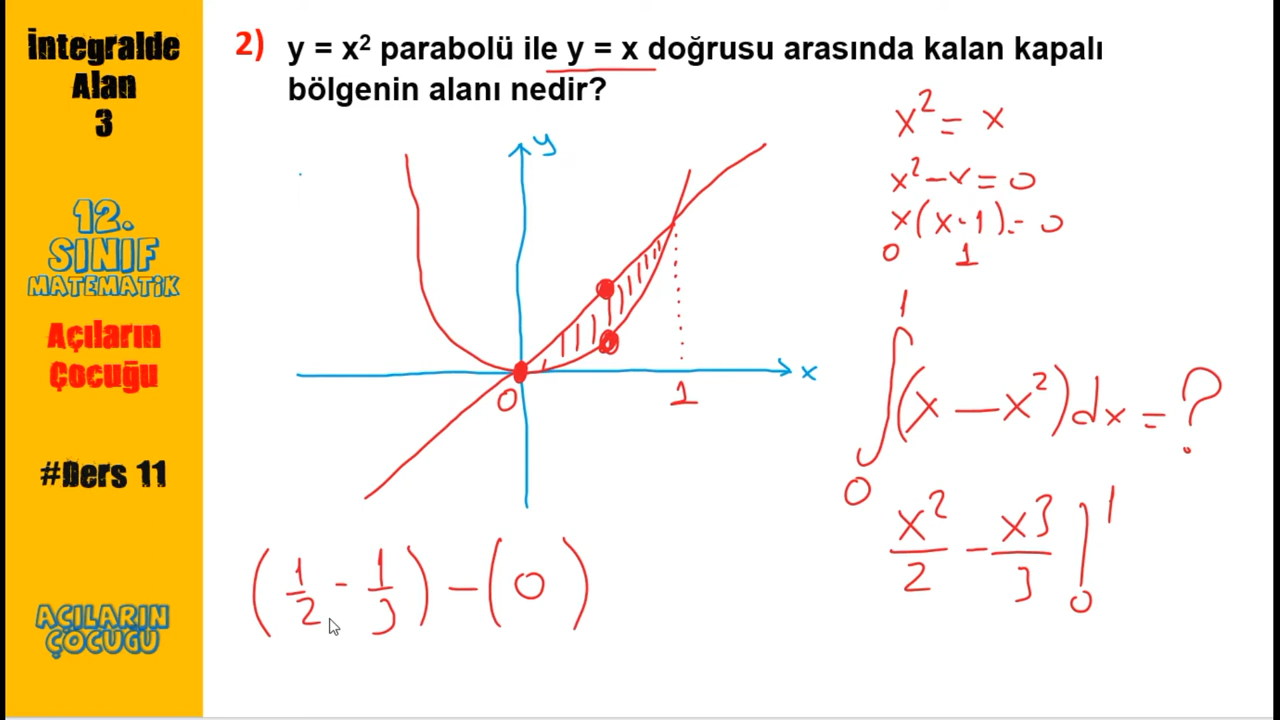 İntegralde
Alan
3
12.
SINIF
MATEMATİK
Açıların
Çocuğu
#Ders 11
AÇILARIN
ÇOCUĞU
2) y = x² parabolü ile y = x doğrusu arasında kalan kapalı
bölgenin alanı nedir?
y
x
0
1
x² = x
x² - x = 0
x(x-1) = 0
0 1
1
∫(x - x²)dx = ?
0
x²/2 - x3/3 ] 1
0
(1/2 - 1/3) - (0)